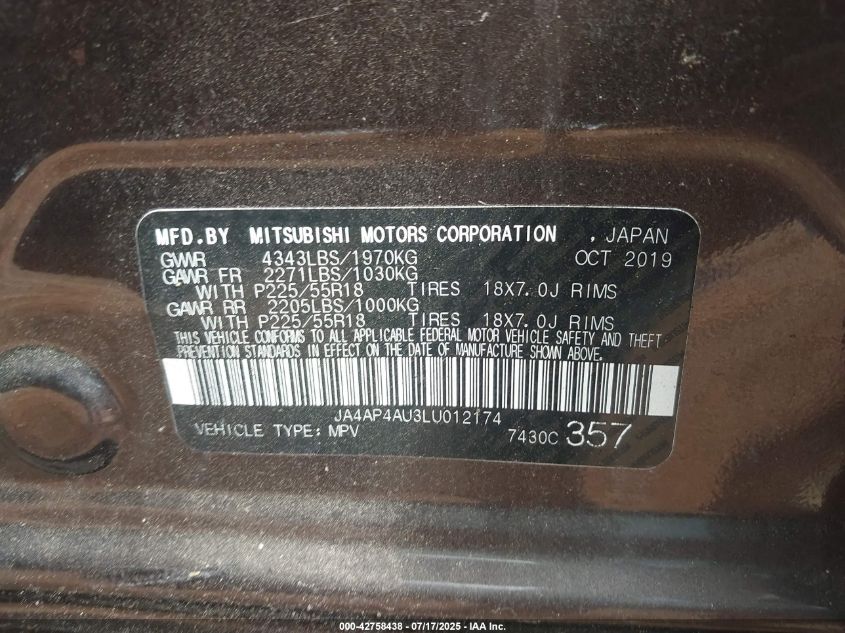 MFD.BY MITSUBISHI MOTORS CORPORATION , JAPAN
GVWR 4343LBS/1970KG OCT 2019
GAWR FR 2271LBS/1030KG
WITH P225/55R18 TIRES 18X7.0J RIMS
GAWR RR 2205LBS/1000KG
WITH P225/55R18 TIRES 18X7.0J RIMS
THIS VEHICLE CONFORMS TO ALL APPLICABLE FEDERAL MOTOR VEHICLE SAFETY AND THEFT
PREVENTION STANDARDS IN EFFECT ON THE DATE OF MANUFACTURE SHOWN ABOVE.
JA4AP4AU3LU012174
VEHICLE TYPE: MPV 7430C 357
000-42758438 - 07/17/2025 - IAA Inc.